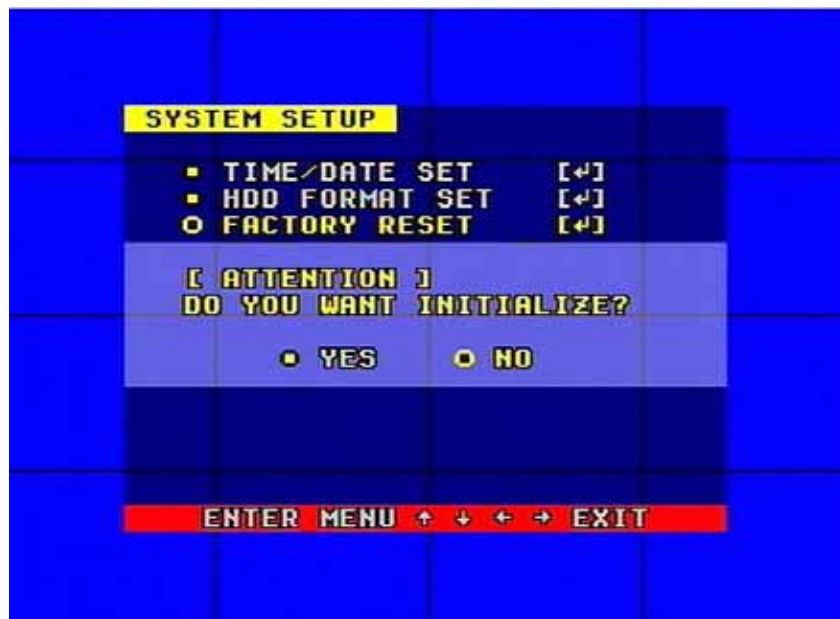 SYSTEM SETUP
TIME/DATE SET [↵]
HDD FORMAT SET [↵]
FACTORY RESET [↵]
[ ATTENTION ]
DO YOU WANT INITIALIZE?
YES NO
ENTER MENU ↑ ↓ ← → EXIT